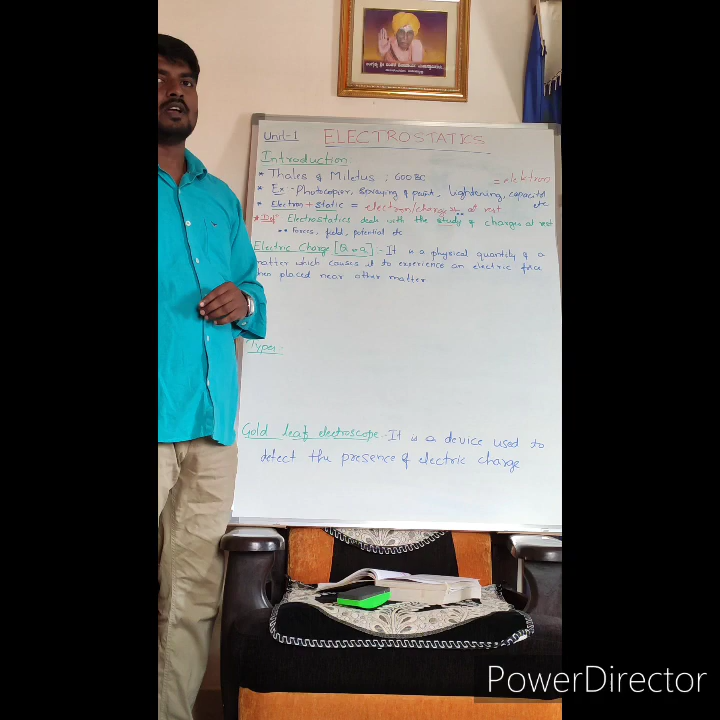 Unit-1 ELECTROSTATICS
Introduction
* Thales of Miletus ; 600 BC = elektron
* Ex :- Photocopier, spraying of paint, lightening, capacitor etc
* Electron + static = electron/charges at rest
* Def: Electrostatics deals with the study of charges at rest
** Forces, field, potential etc
Electric Charge [Q or q] :- It is a physical quantity of a
matter which causes it to experience an electric force
when placed near other matter
Types :-
Gold leaf electroscope :- It is a device used to
detect the presence of electric charge
PowerDirector